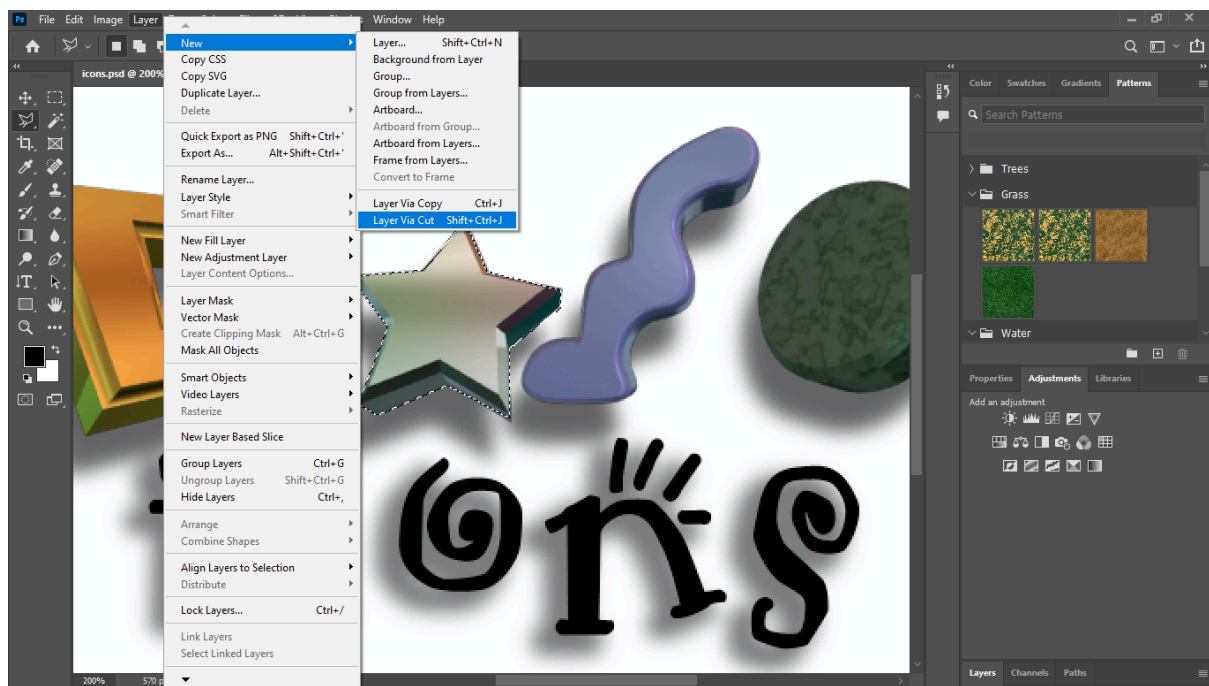 Ps File Edit Image Layer Window Help
icons.psd @ 200%
New
Copy CSS
Copy SVG
Duplicate Layer...
Delete
Quick Export as PNG Shift+Ctrl+'
Export As... Alt+Shift+Ctrl+'
Rename Layer...
Layer Style
Smart Filter
New Fill Layer
New Adjustment Layer
Layer Content Options...
Layer Mask
Vector Mask
Create Clipping Mask Alt+Ctrl+G
Mask All Objects
Smart Objects
Video Layers
Rasterize
New Layer Based Slice
Group Layers Ctrl+G
Ungroup Layers Shift+Ctrl+G
Hide Layers Ctrl+,
Arrange
Combine Shapes
Align Layers to Selection
Distribute
Lock Layers... Ctrl+/
Link Layers
Select Linked Layers
Layer... Shift+Ctrl+N
Background from Layer
Group...
Group from Layers...
Artboard...
Artboard from Group...
Artboard from Layers...
Frame from Layers...
Convert to Frame
Layer Via Copy Ctrl+J
Layer Via Cut Shift+Ctrl+J
ons
200% 570 p
Color Swatches Gradients Patterns
Search Patterns
Trees
Grass
Water
Properties Adjustments Libraries
Add an adjustment
Layers Channels Paths